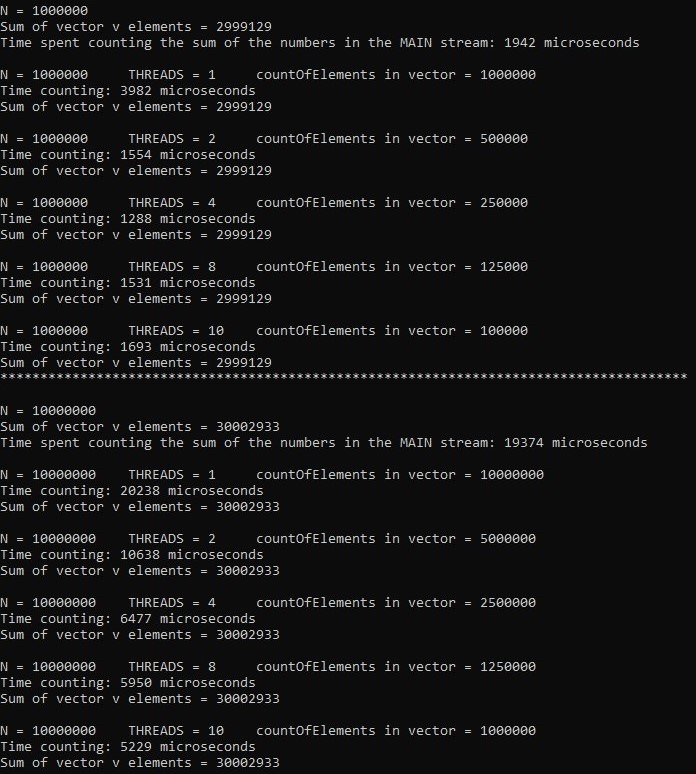 N = 1000000
Sum of vector v elements = 2999129
Time spent counting the sum of the numbers in the MAIN stream: 1942 microseconds
N = 1000000     THREADS = 1     countOfElements in vector = 1000000
Time counting: 3982 microseconds
Sum of vector v elements = 2999129
N = 1000000     THREADS = 2     countOfElements in vector = 500000
Time counting: 1554 microseconds
Sum of vector v elements = 2999129
N = 1000000     THREADS = 4     countOfElements in vector = 250000
Time counting: 1288 microseconds
Sum of vector v elements = 2999129
N = 1000000     THREADS = 8     countOfElements in vector = 125000
Time counting: 1531 microseconds
Sum of vector v elements = 2999129
N = 1000000     THREADS = 10    countOfElements in vector = 100000
Time counting: 1693 microseconds
Sum of vector v elements = 2999129
**************************************************************************************
N = 10000000
Sum of vector v elements = 30002933
Time spent counting the sum of the numbers in the MAIN stream: 19374 microseconds
N = 10000000    THREADS = 1     countOfElements in vector = 10000000
Time counting: 20238 microseconds
Sum of vector v elements = 30002933
N = 10000000    THREADS = 2     countOfElements in vector = 5000000
Time counting: 10638 microseconds
Sum of vector v elements = 30002933
N = 10000000    THREADS = 4     countOfElements in vector = 2500000
Time counting: 6477 microseconds
Sum of vector v elements = 30002933
N = 10000000    THREADS = 8     countOfElements in vector = 1250000
Time counting: 5950 microseconds
Sum of vector v elements = 30002933
N = 10000000    THREADS = 10    countOfElements in vector = 1000000
Time counting: 5229 microseconds
Sum of vector v elements = 30002933